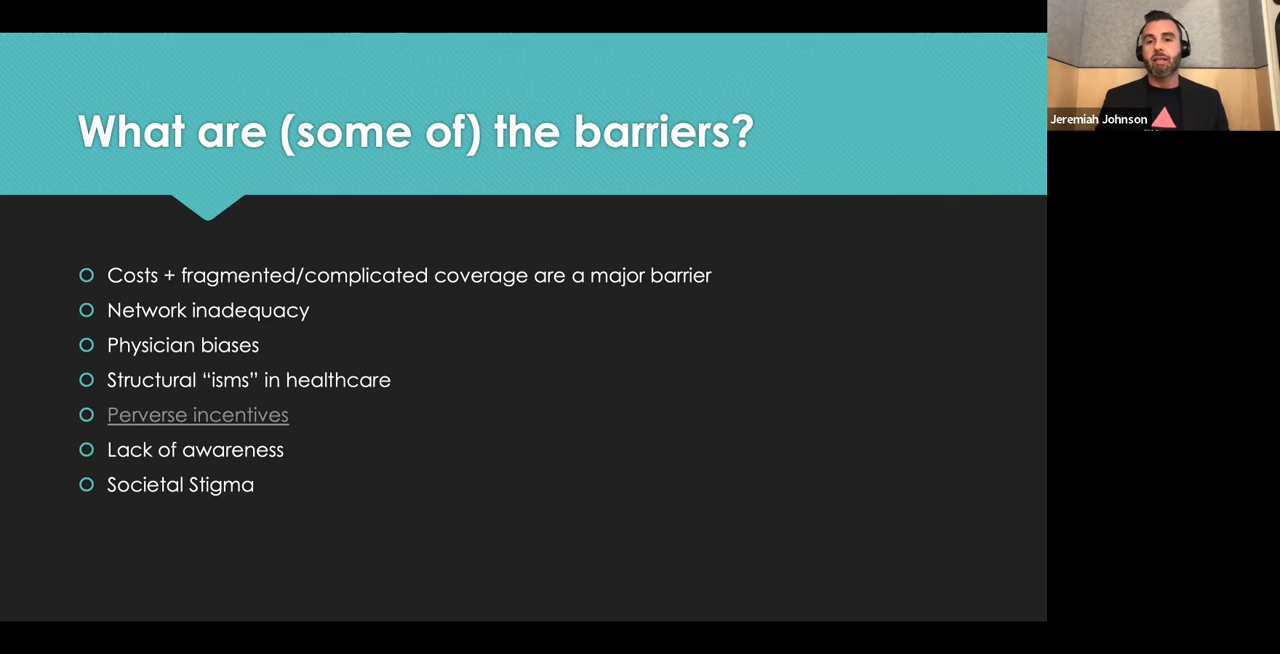 What are (some of) the barriers?
Costs + fragmented/complicated coverage are a major barrier
Network inadequacy
Physician biases
Structural “isms” in healthcare
Perverse incentives
Lack of awareness
Societal Stigma
Jeremiah Johnson